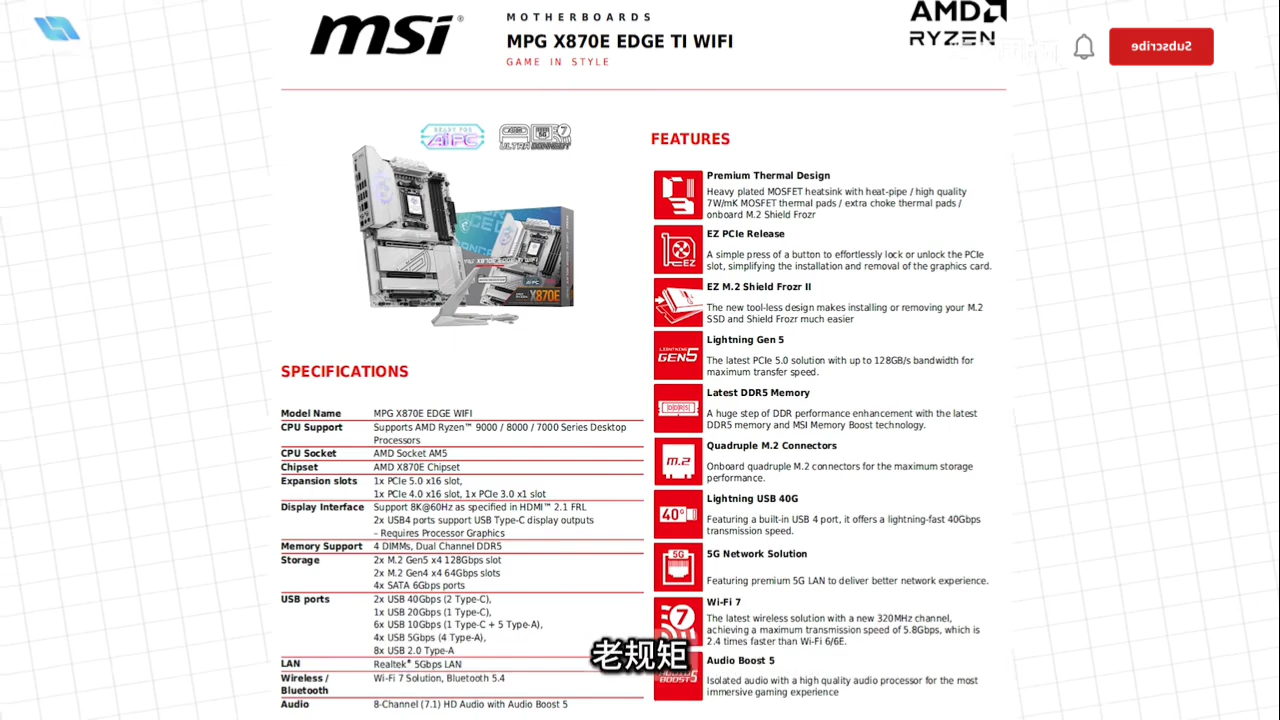 msi
MOTHERBOARDS
MPG X870E EDGE TI WIFI
GAME IN STYLE
AMD
RYZEN
Subscribe
READY FOR
AI PC
ULTRA CONNECT
X870E
SPECIFICATIONS
Model Name MPG X870E EDGE WIFI
CPU Support Supports AMD Ryzen™ 9000 / 8000 / 7000 Series Desktop
Processors
CPU Socket AMD Socket AM5
Chipset AMD X870E Chipset
Expansion slots 1x PCIe 5.0 x16 slot,
1x PCIe 4.0 x16 slot, 1x PCIe 3.0 x1 slot
Display Interface Support 8K@60Hz as specified in HDMI™ 2.1 FRL
2x USB4 ports support USB Type-C display outputs
– Requires Processor Graphics
Memory Support 4 DIMMs, Dual Channel DDR5
Storage 2x M.2 Gen5 x4 128Gbps slot
2x M.2 Gen4 x4 64Gbps slots
4x SATA 6Gbps ports
USB ports 2x USB 40Gbps (2 Type-C),
1x USB 20Gbps (1 Type-C),
6x USB 10Gbps (1 Type-C + 5 Type-A),
4x USB 5Gbps (4 Type-A),
8x USB 2.0 Type-A
LAN Realtek® 5Gbps LAN
Wireless / Wi-Fi 7 Solution, Bluetooth 5.4
Bluetooth
Audio 8-Channel (7.1) HD Audio with Audio Boost 5
FEATURES
Premium Thermal Design
Heavy plated MOSFET heatsink with heat-pipe / high quality
7W/mK MOSFET thermal pads / extra choke thermal pads /
onboard M.2 Shield Frozr
EZ
EZ PCIe Release
A simple press of a button to effortlessly lock or unlock the PCIe
slot, simplifying the installation and removal of the graphics card.
EZ M.2 Shield Frozr II
The new tool-less design makes installing or removing your M.2
SSD and Shield Frozr much easier
LIGHTNING
GEN5
Lightning Gen 5
The latest PCIe 5.0 solution with up to 128GB/s bandwidth for
maximum transfer speed.
DDR5
Latest DDR5 Memory
A huge step of DDR performance enhancement with the latest
DDR5 memory and MSI Memory Boost technology.
M.2
Quadruple M.2 Connectors
Onboard quadruple M.2 connectors for the maximum storage
performance.
40G
Lightning USB 40G
Featuring a built-in USB 4 port, it offers a lightning-fast 40Gbps
transmission speed.
5G
5G Network Solution
Featuring premium 5G LAN to deliver better network experience.
7
Wi-Fi 7
The latest wireless solution with a new 320MHz channel,
achieving a maximum transmission speed of 5.8Gbps, which is
2.4 times faster than Wi-Fi 6/6E.
BOOST 5
Audio Boost 5
Isolated audio with a high quality audio processor for the most
immersive gaming experience
老规矩